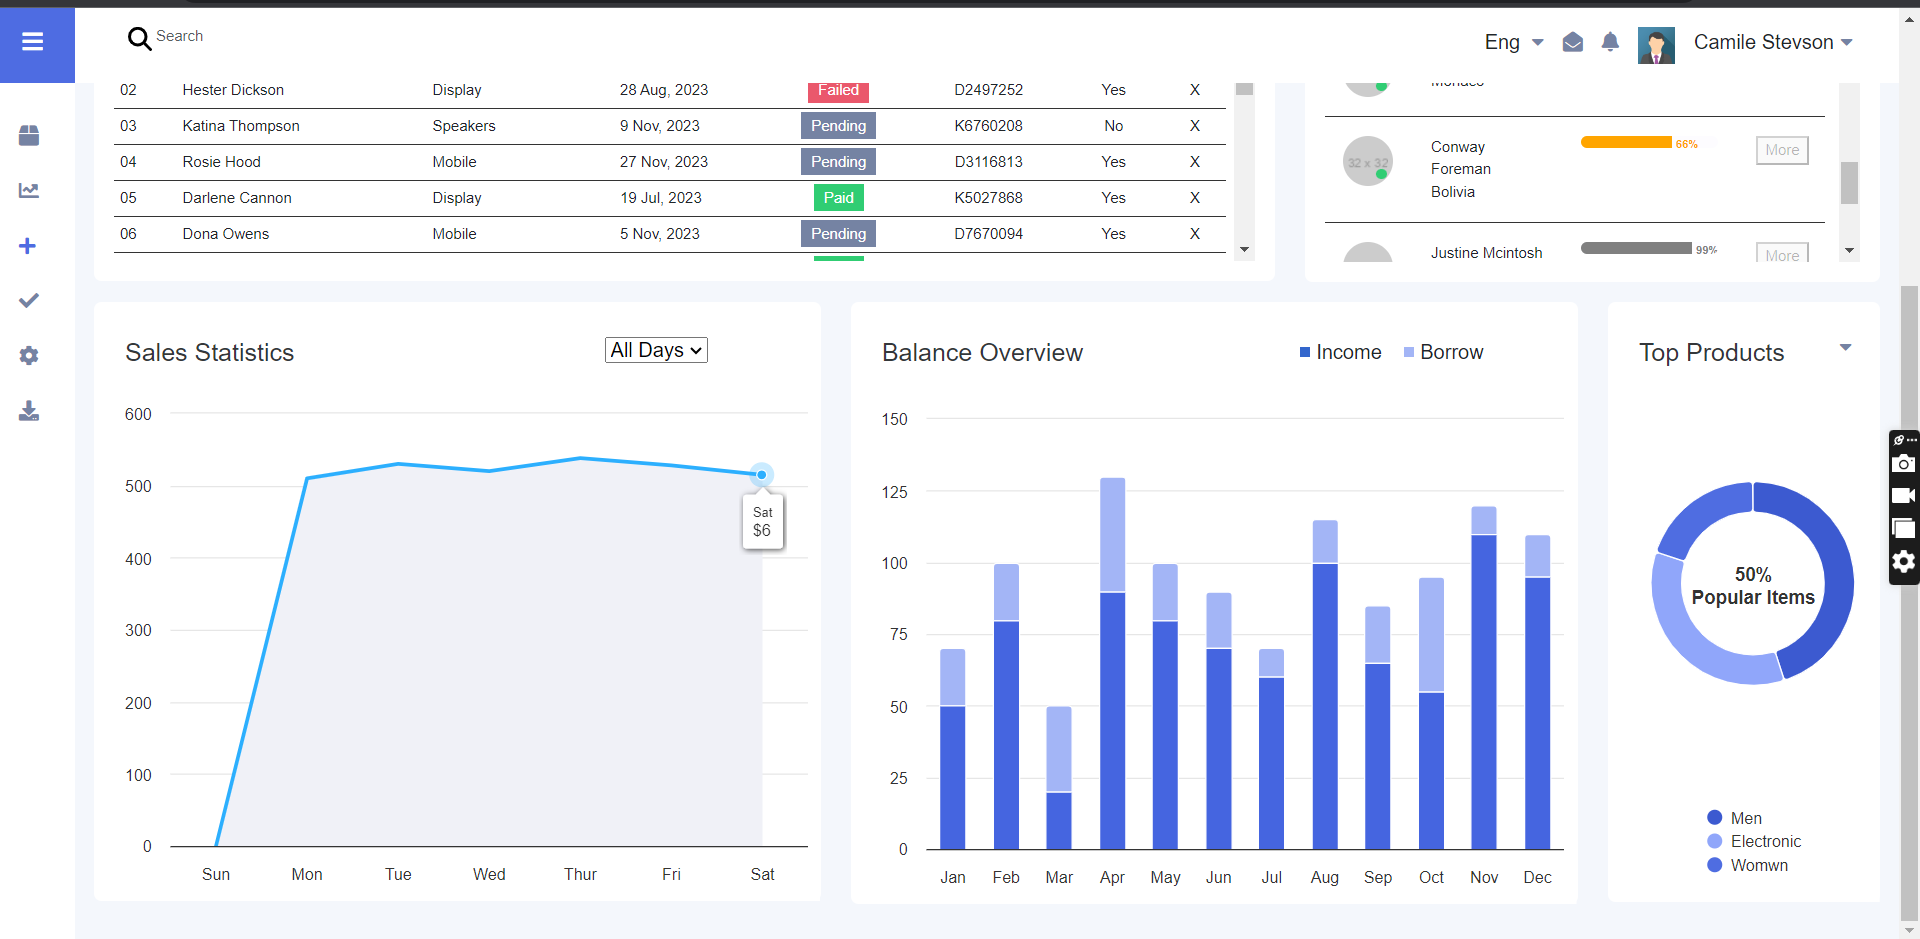 Search
Eng
Camile Stevson
02 Hester Dickson Display 28 Aug, 2023 Failed D2497252 Yes X
03 Katina Thompson Speakers 9 Nov, 2023 Pending K6760208 No X
04 Rosie Hood Mobile 27 Nov, 2023 Pending D3116813 Yes X
05 Darlene Cannon Display 19 Jul, 2023 Paid K5027868 Yes X
06 Dona Owens Mobile 5 Nov, 2023 Pending D7670094 Yes X
Monaco
32 x 32
Conway
Foreman
Bolivia
66%
More
Justine Mcintosh
99%
More
Sales Statistics
All Days
600
500
400
300
200
100
0
Sat
$6
Sun Mon Tue Wed Thur Fri Sat
Balance Overview
Income
Borrow
150
125
100
75
50
25
0
Jan Feb Mar Apr May Jun Jul Aug Sep Oct Nov Dec
Top Products
50%
Popular Items
Men
Electronic
Womwn